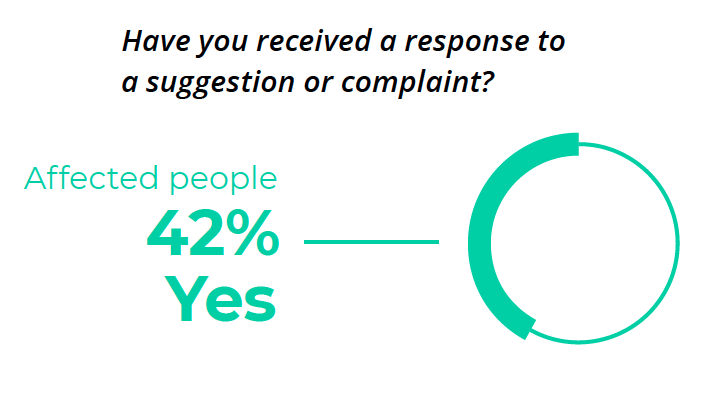 Have you received a response to
a suggestion or complaint?
Affected people
42%
Yes